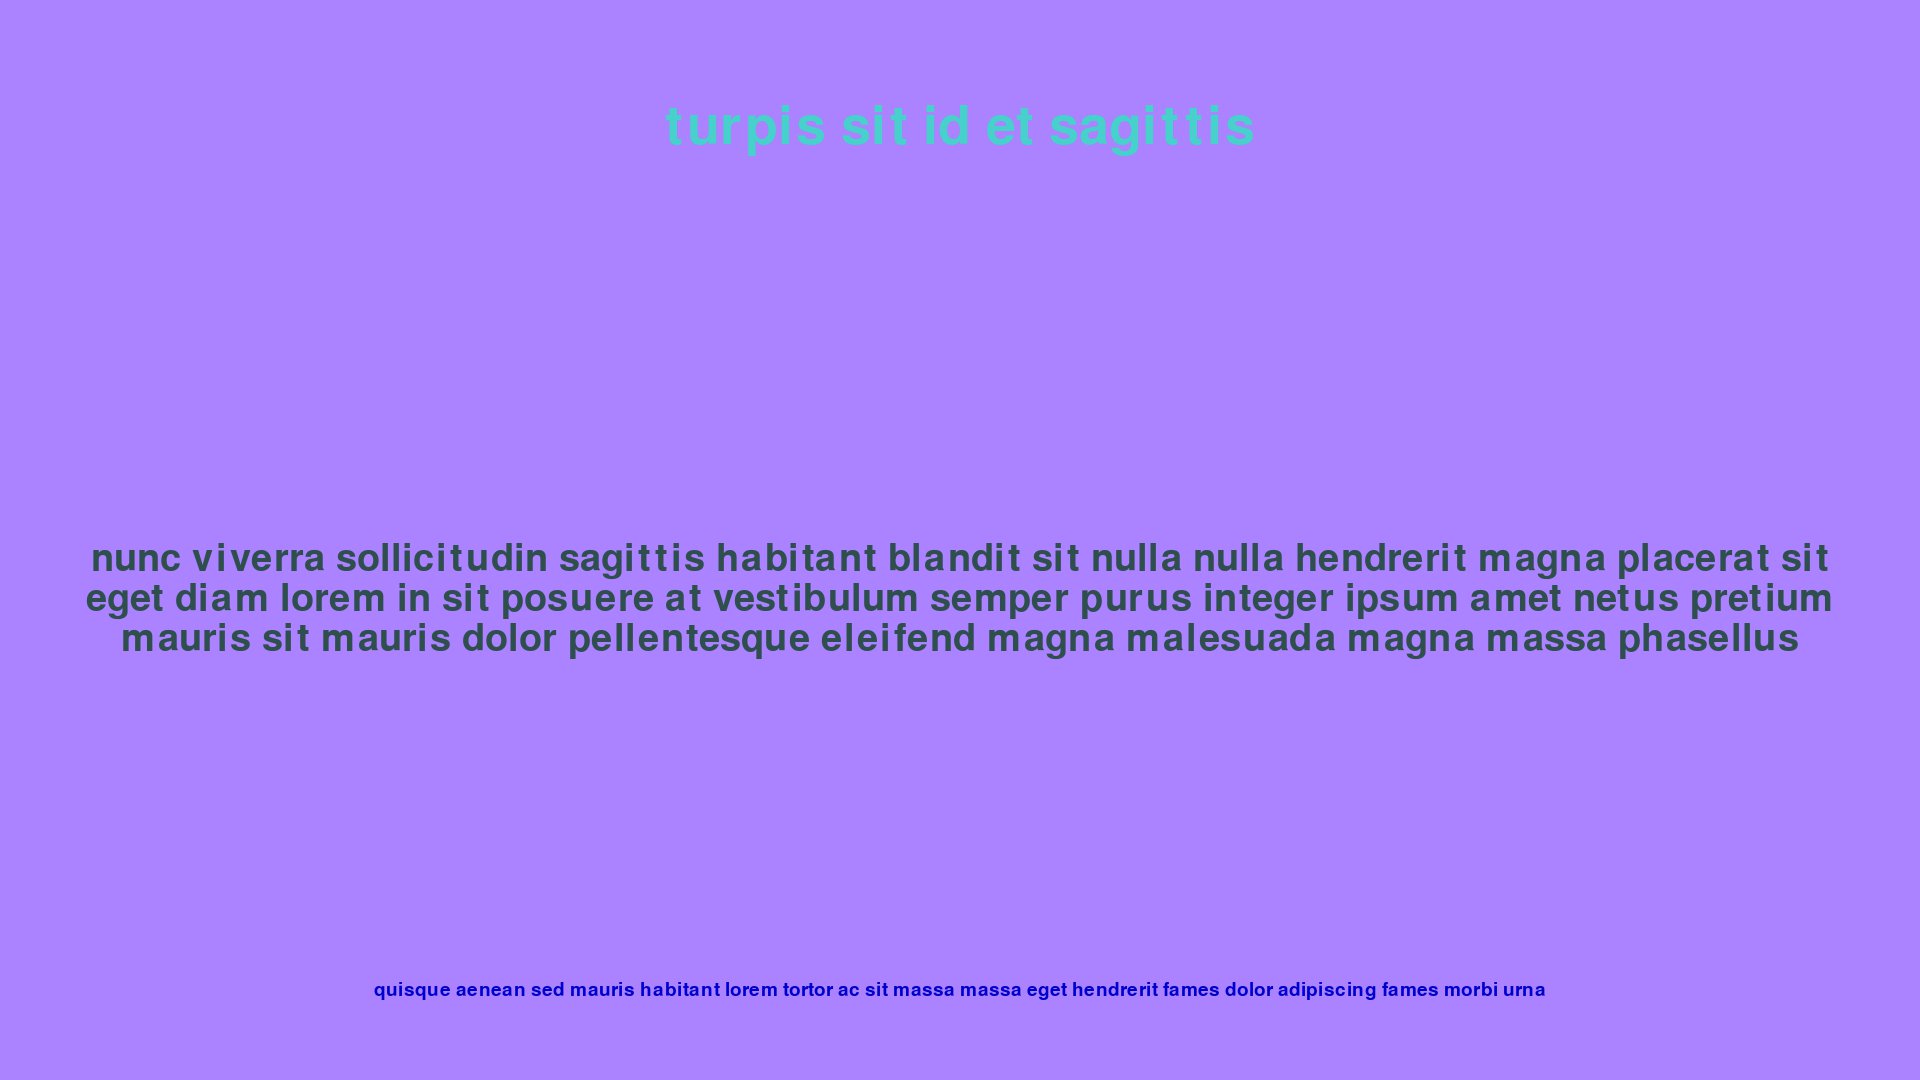 turpis sit id et sagittis
nunc viverra sollicitudin sagittis habitant blandit sit nulla nulla hendrerit magna placerat sit
eget diam lorem in sit posuere at vestibulum semper purus integer ipsum amet netus pretium
mauris sit mauris dolor pellentesque eleifend magna malesuada magna massa phasellus
quisque aenean sed mauris habitant lorem tortor ac sit massa massa eget hendrerit fames dolor adipiscing fames morbi urna